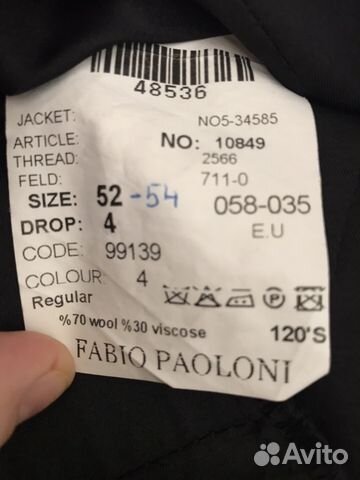 48536
JACKET: NO5-34585
ARTICLE: NO: 10849
THREAD: 2566
FELD: 711-0
SIZE: 52 -54 058-035
DROP: 4 E.U
CODE: 99139
COLOUR: 4
Regular
%70 wool %30 viscose 120'S
FABIO PAOLONI
Avito